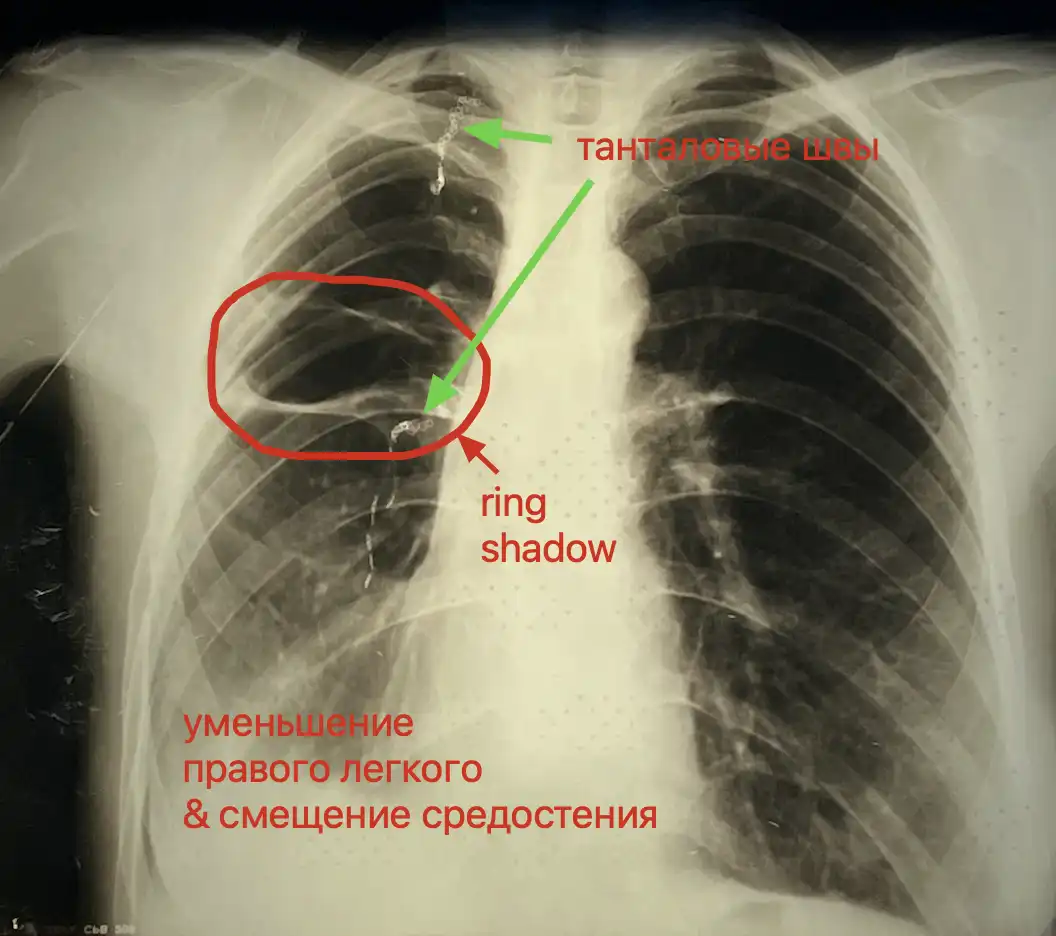 танталовые швы
ring
shadow
уменьшение
правого легкого
& смещение средостения